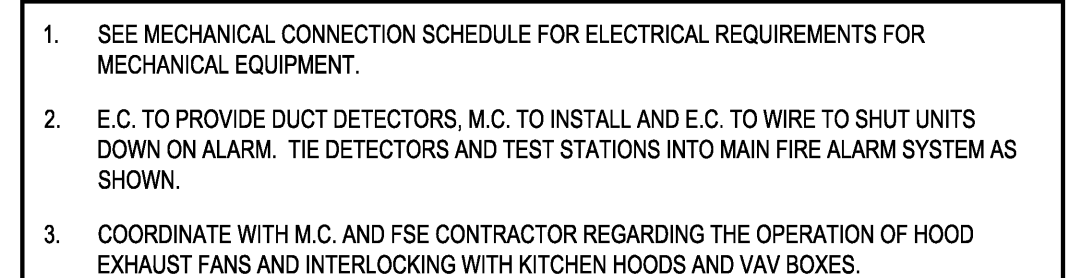 1. SEE MECHANICAL CONNECTION SCHEDULE FOR ELECTRICAL REQUIREMENTS FOR
MECHANICAL EQUIPMENT.
2. E.C. TO PROVIDE DUCT DETECTORS, M.C. TO INSTALL AND E.C. TO WIRE TO SHUT UNITS
DOWN ON ALARM. TIE DETECTORS AND TEST STATIONS INTO MAIN FIRE ALARM SYSTEM AS
SHOWN.
3. COORDINATE WITH M.C. AND FSE CONTRACTOR REGARDING THE OPERATION OF HOOD
EXHAUST FANS AND INTERLOCKING WITH KITCHEN HOODS AND VAV BOXES.